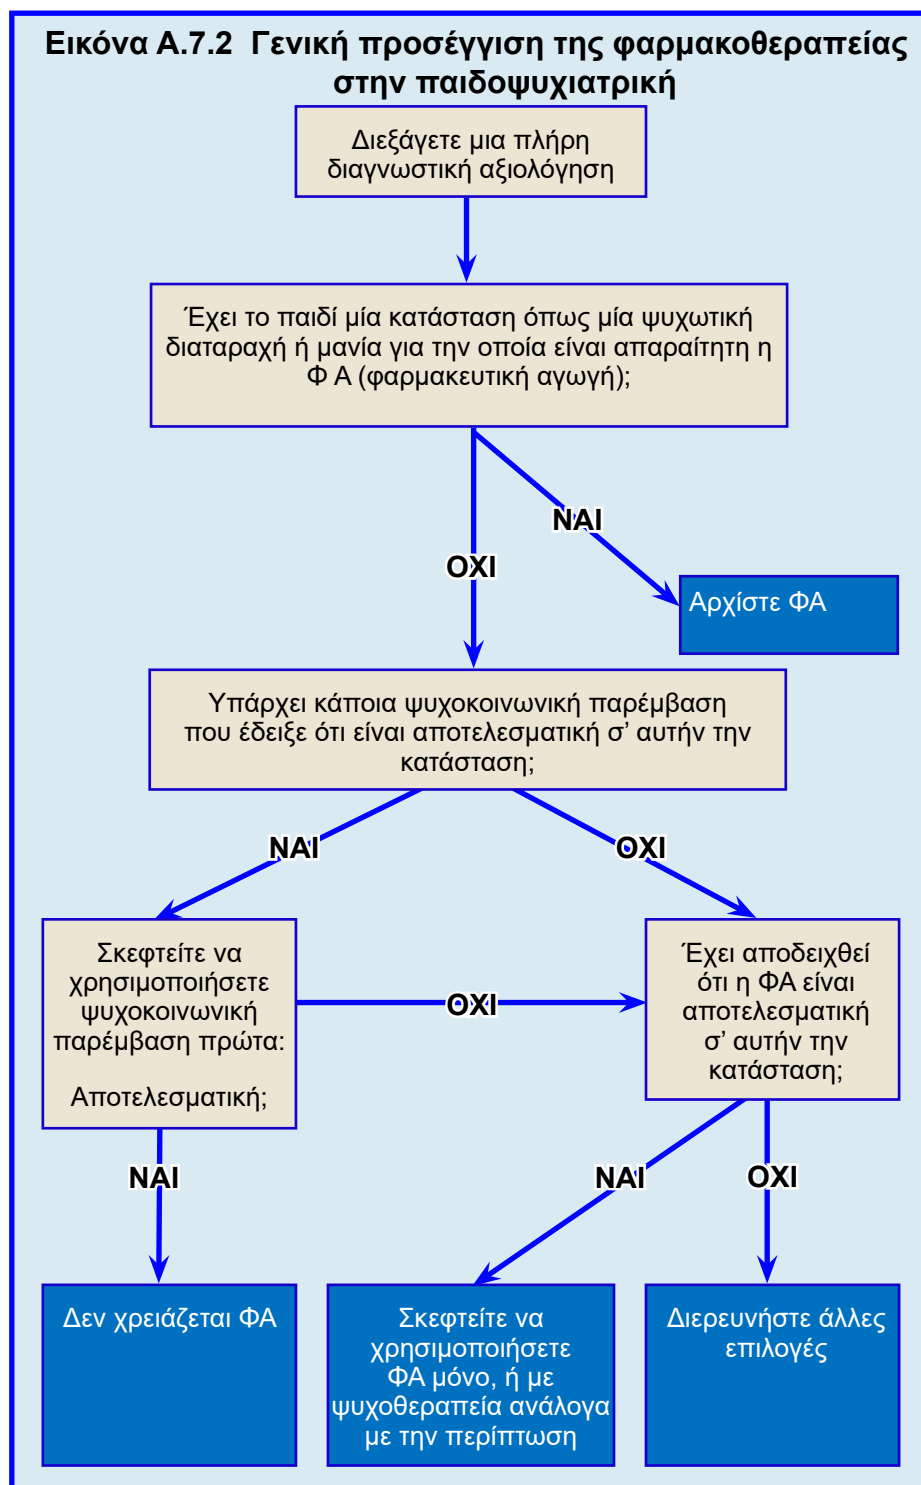 Εικόνα Α.7.2 Γενική προσέγγιση της φαρμακοθεραπείας
στην παιδοψυχιατρική
Διεξάγετε μια πλήρη
διαγνωστική αξιολόγηση
Έχει το παιδί μία κατάσταση όπως μία ψυχωτική
διαταραχή ή μανία για την οποία είναι απαραίτητη η
Φ Α (φαρμακευτική αγωγή);
ΝΑΙ
ΟΧΙ
Αρχίστε ΦΑ
Υπάρχει κάποια ψυχοκοινωνική παρέμβαση
που έδειξε ότι είναι αποτελεσματική σ’ αυτήν την
κατάσταση;
ΝΑΙ
ΟΧΙ
Σκεφτείτε να
χρησιμοποιήσετε
ψυχοκοινωνική
παρέμβαση πρώτα:
Αποτελεσματική;
ΟΧΙ
Έχει αποδειχθεί
ότι η ΦΑ είναι
αποτελεσματική
σ’ αυτήν την
κατάσταση;
ΝΑΙ
ΝΑΙ
ΟΧΙ
Δεν χρειάζεται ΦΑ
Σκεφτείτε να
χρησιμοποιήσετε
ΦΑ μόνο, ή με
ψυχοθεραπεία ανάλογα
με την περίπτωση
Διερευνήστε άλλες
επιλογές